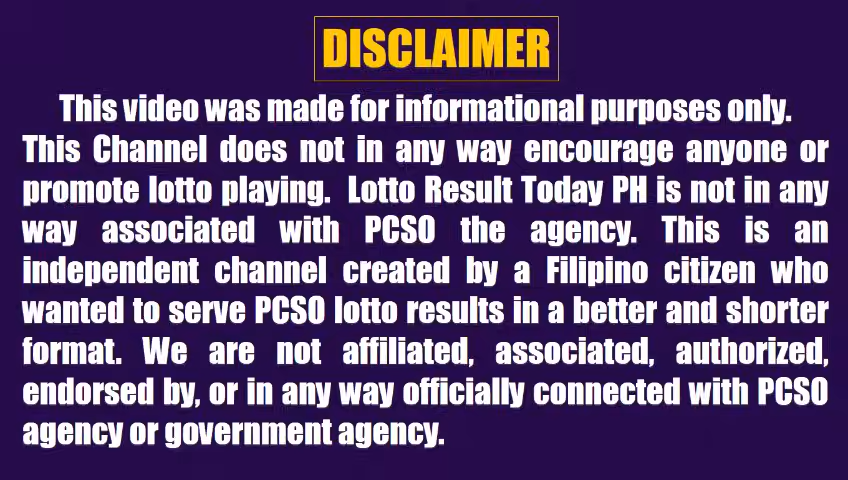 DISCLAIMER
This video was made for informational purposes only.
This Channel does not in any way encourage anyone or
promote lotto playing. Lotto Result Today PH is not in any
way associated with PCSO the agency. This is an
independent channel created by a Filipino citizen who
wanted to serve PCSO lotto results in a better and shorter
format. We are not affiliated, associated, authorized,
endorsed by, or in any way officially connected with PCSO
agency or government agency.